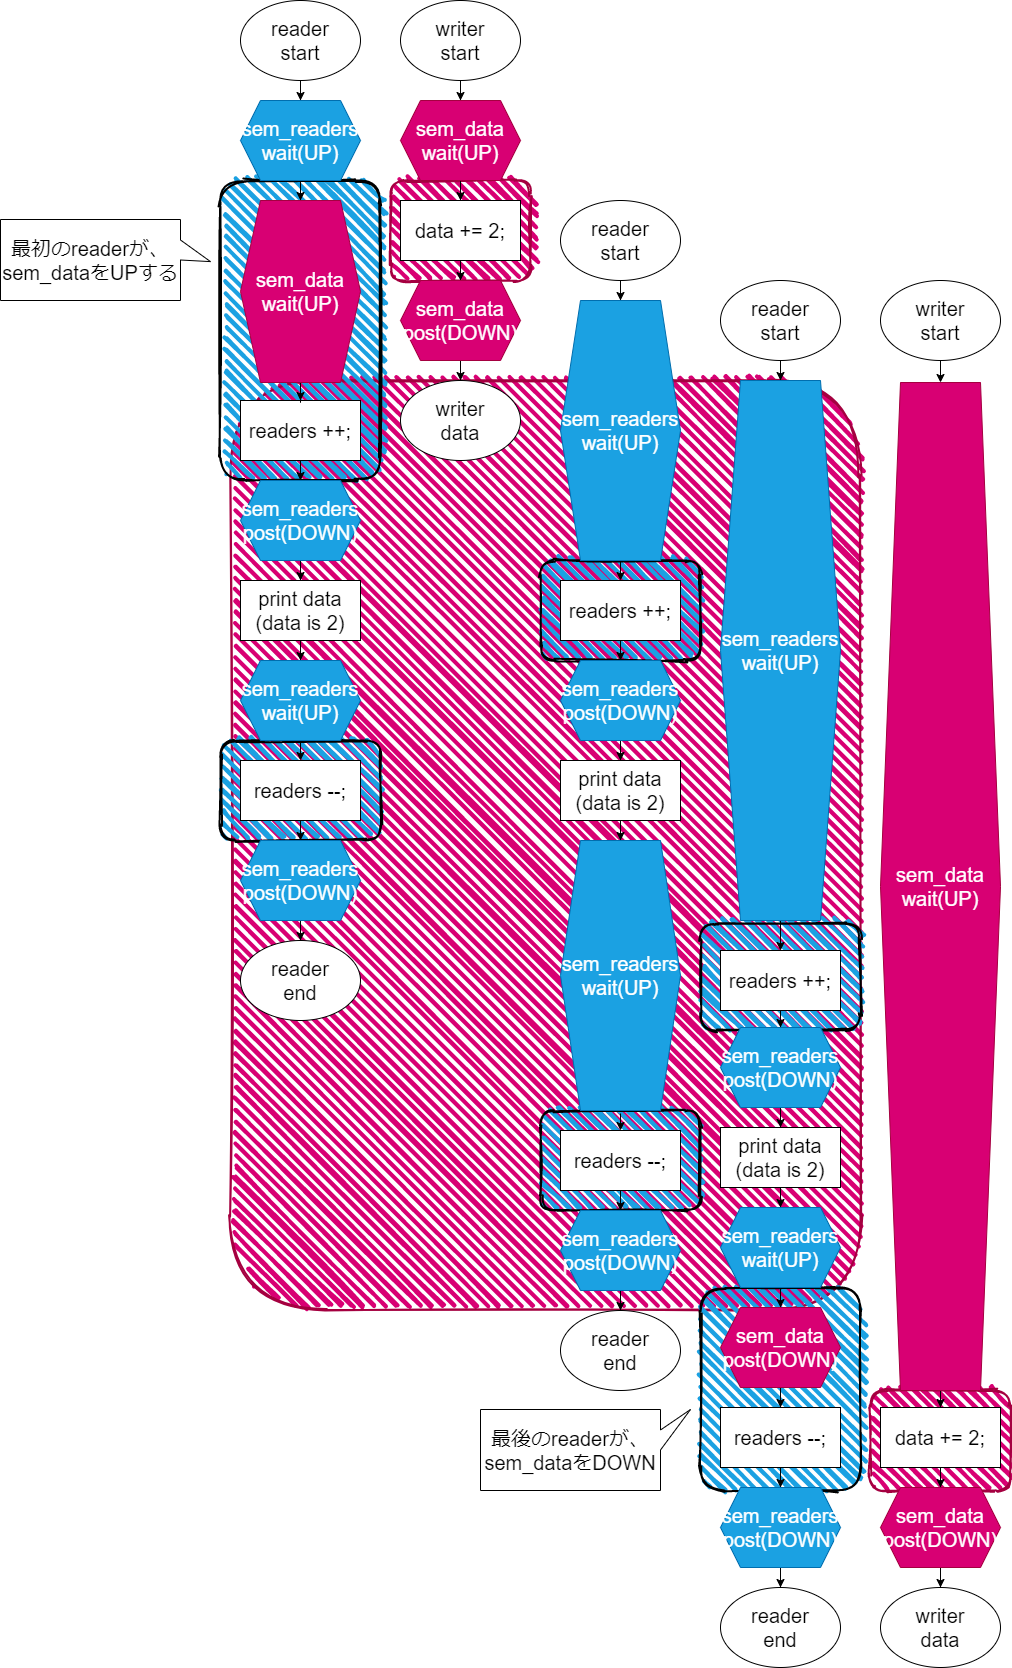 reader
start
sem_readers
wait(UP)
最初のreaderが、
sem_dataをUPする
sem_data
wait(UP)
readers ++;
sem_readers
post(DOWN)
print data
(data is 2)
sem_readers
wait(UP)
readers --;
sem_readers
post(DOWN)
reader
end
writer
start
sem_data
wait(UP)
data += 2;
sem_data
post(DOWN)
writer
data
reader
start
sem_readers
wait(UP)
readers ++;
sem_readers
post(DOWN)
print data
(data is 2)
sem_readers
wait(UP)
readers --;
sem_readers
post(DOWN)
reader
end
reader
start
sem_readers
wait(UP)
readers ++;
sem_readers
post(DOWN)
print data
(data is 2)
sem_readers
wait(UP)
sem_data
post(DOWN)
最後のreaderが、
sem_dataをDOWN
readers --;
sem_readers
post(DOWN)
reader
end
writer
start
sem_data
wait(UP)
data += 2;
sem_data
post(DOWN)
writer
data